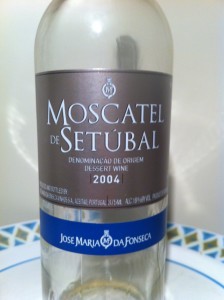 MOSCATEL
DE SETÚBAL
DENOMINAÇÃO DE ORIGEM
DESSERT WINE
2004
JOSE MARIA DA FONSECA